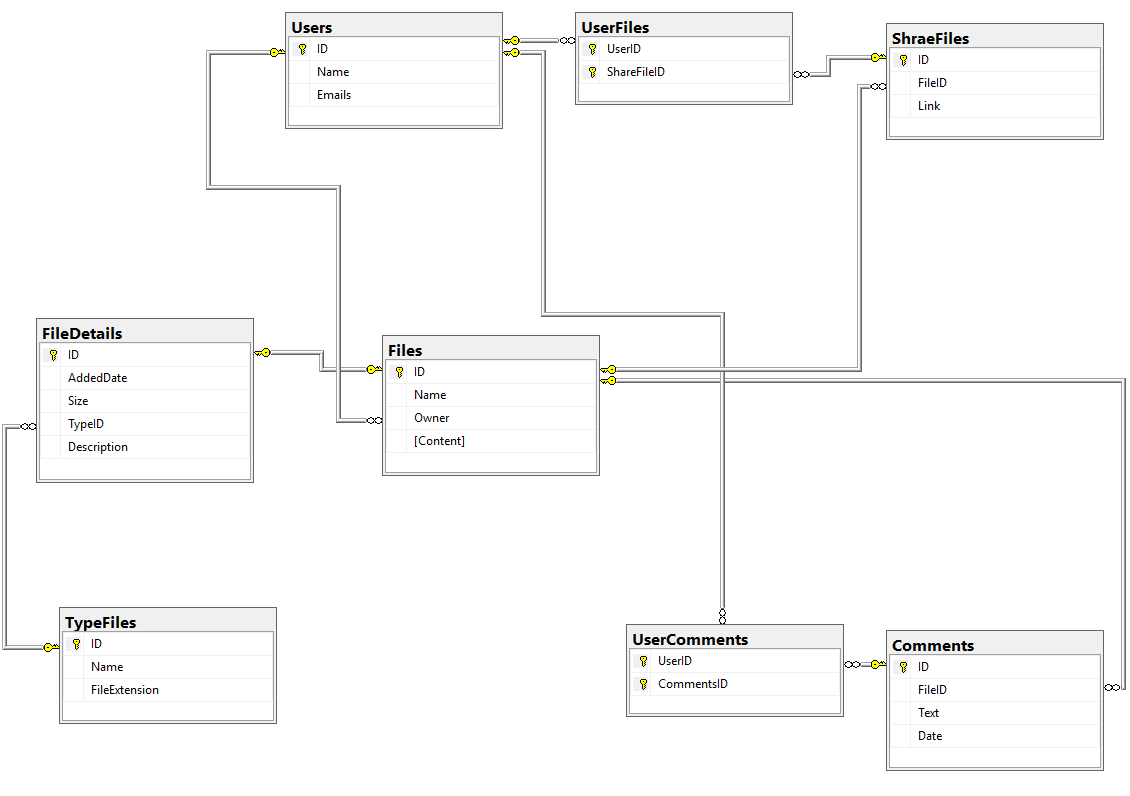 Users
ID
Name
Emails
UserFiles
UserID
ShareFileID
ShraeFiles
ID
FileID
Link
FileDetails
ID
AddedDate
Size
TypeID
Description
Files
ID
Name
Owner
[Content]
TypeFiles
ID
Name
FileExtension
UserComments
UserID
CommentsID
Comments
ID
FileID
Text
Date